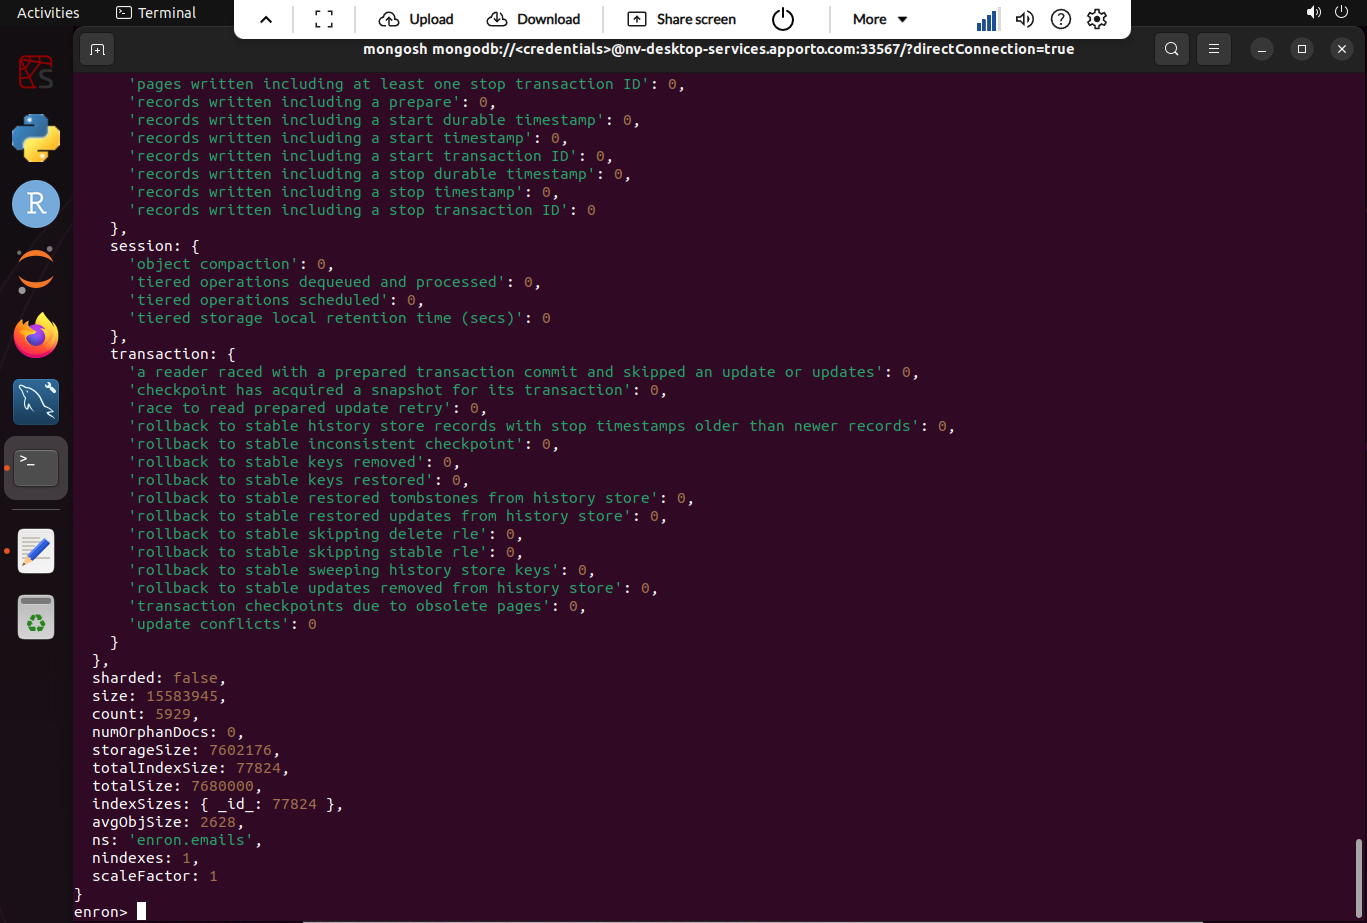 Activities
Terminal
Upload
Download
Share screen
More
mongosh mongodb://<credentials>@nv-desktop-services.apporto.com:33567/?directConnection=true
'pages written including at least one stop transaction ID': 0,
'records written including a prepare': 0,
'records written including a start durable timestamp': 0,
'records written including a start timestamp': 0,
'records written including a start transaction ID': 0,
'records written including a stop durable timestamp': 0,
'records written including a stop timestamp': 0,
'records written including a stop transaction ID': 0
},
session: {
'object compaction': 0,
'tiered operations dequeued and processed': 0,
'tiered operations scheduled': 0,
'tiered storage local retention time (secs)': 0
},
transaction: {
'a reader raced with a prepared transaction commit and skipped an update or updates': 0,
'checkpoint has acquired a snapshot for its transaction': 0,
'race to read prepared update retry': 0,
'rollback to stable history store records with stop timestamps older than newer records': 0,
'rollback to stable inconsistent checkpoint': 0,
'rollback to stable keys removed': 0,
'rollback to stable keys restored': 0,
'rollback to stable restored tombstones from history store': 0,
'rollback to stable restored updates from history store': 0,
'rollback to stable skipping delete rle': 0,
'rollback to stable skipping stable rle': 0,
'rollback to stable sweeping history store keys': 0,
'rollback to stable updates removed from history store': 0,
'transaction checkpoints due to obsolete pages': 0,
'update conflicts': 0
}
},
sharded: false,
size: 15583945,
count: 5929,
numOrphanDocs: 0,
storageSize: 7602176,
totalIndexSize: 77824,
totalSize: 7680000,
indexSizes: { _id_: 77824 },
avgObjSize: 2628,
ns: 'enron.emails',
nindexes: 1,
scaleFactor: 1
}
enron>